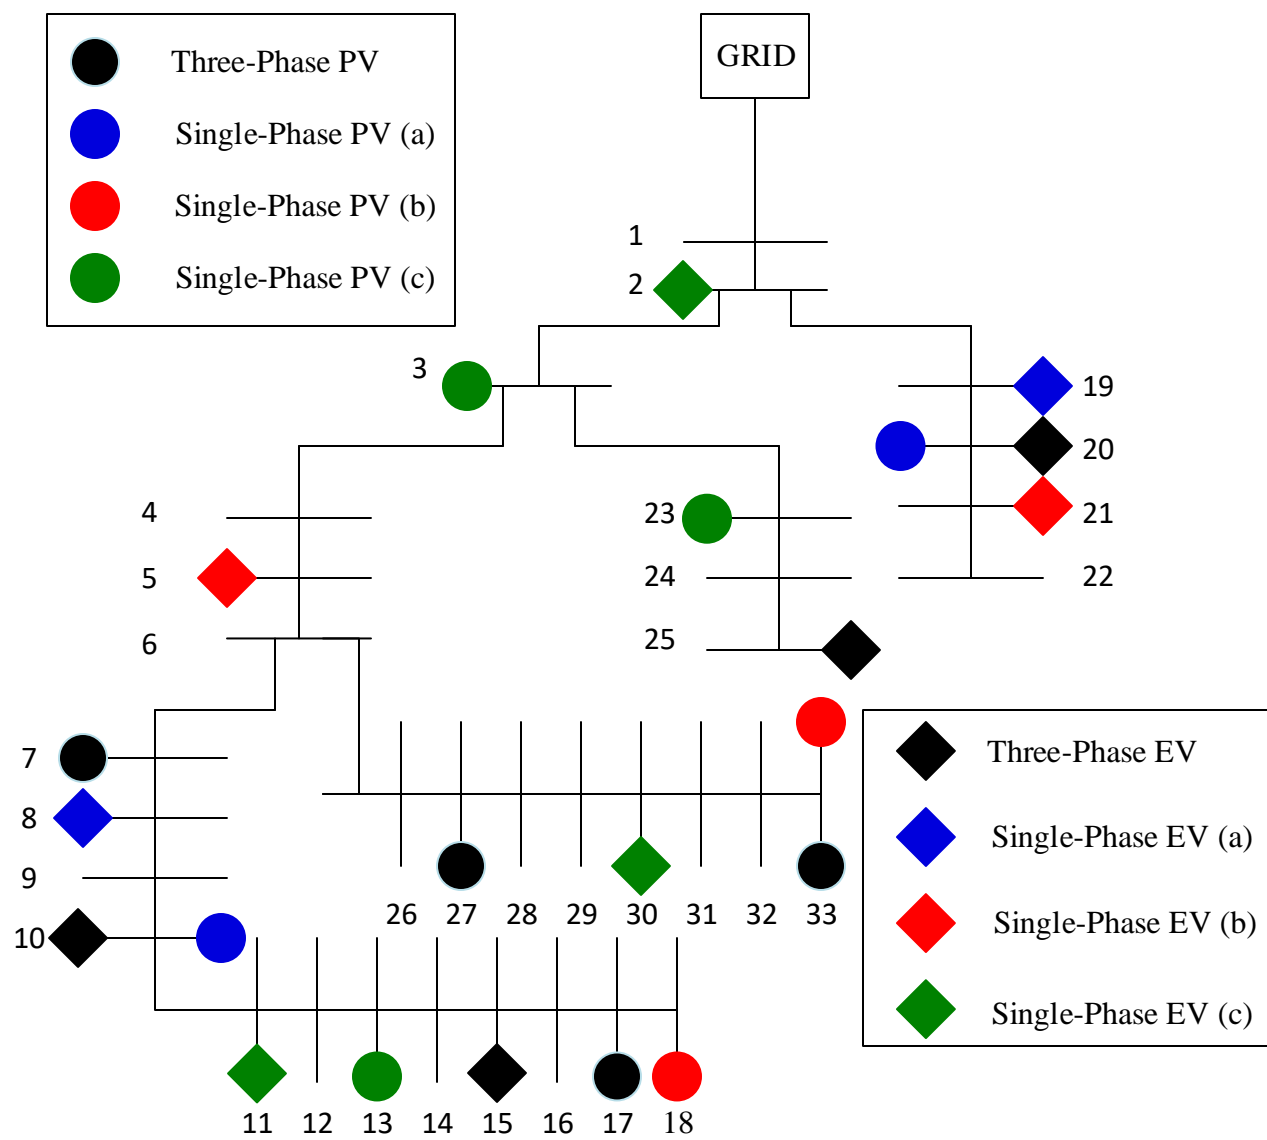 Three-Phase PV
Single-Phase PV (a)
Single-Phase PV (b)
Single-Phase PV (c)
GRID
1
2
3
19
20
21
22
4
5
6
23
24
25
7
8
9
10
26 27 28 29 30 31 32 33
11 12 13 14 15 16 17 18
Three-Phase EV
Single-Phase EV (a)
Single-Phase EV (b)
Single-Phase EV (c)